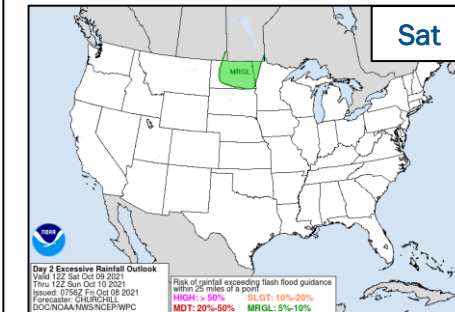 Sat
MRGL
NOAA
Day 2 Excessive Rainfall Outlook
Valid 12Z Sat Oct 09 2021
Thru 12Z Sun Oct 10 2021
Issued: 0756Z Fri Oct 08 2021
Forecaster: CHURCHILL
DOC/NOAA/NWS/NCEP/WPC
Risk of rainfall exceeding flash flood guidance
within 25 miles of a point
HIGH: > 50% SLGT: 10%-20%
MDT: 20%-50% MRGL: 5%-10%